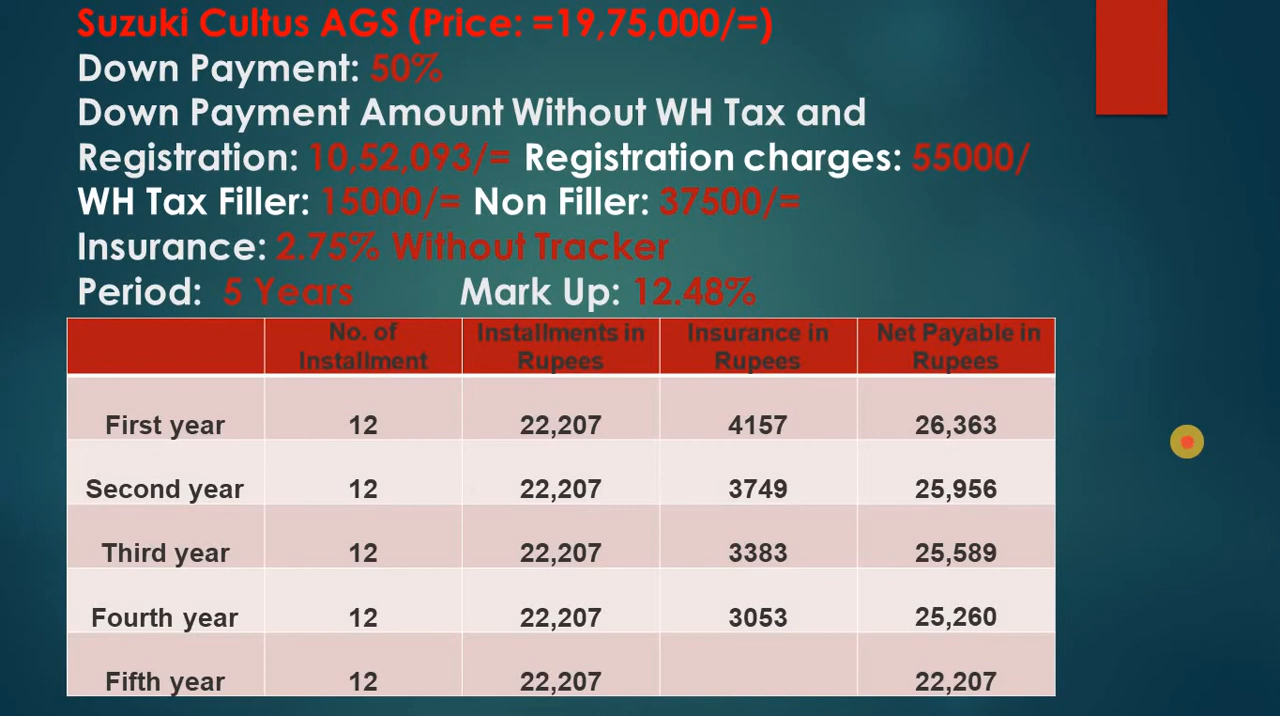 Suzuki Cultus AGS (Price: =19,75,000/=)
Down Payment: 50%
Down Payment Amount Without WH Tax and
Registration: 10,52,093/= Registration charges: 55000/
WH Tax Filler: 15000/= Non Filler: 37500/=
Insurance: 2.75% Without Tracker
Period: 5 Years Mark Up: 12.48%
No. of Installment Installments in Rupees Insurance in Rupees Net Payable in Rupees
First year 12 22,207 4157 26,363
Second year 12 22,207 3749 25,956
Third year 12 22,207 3383 25,589
Fourth year 12 22,207 3053 25,260
Fifth year 12 22,207 22,207